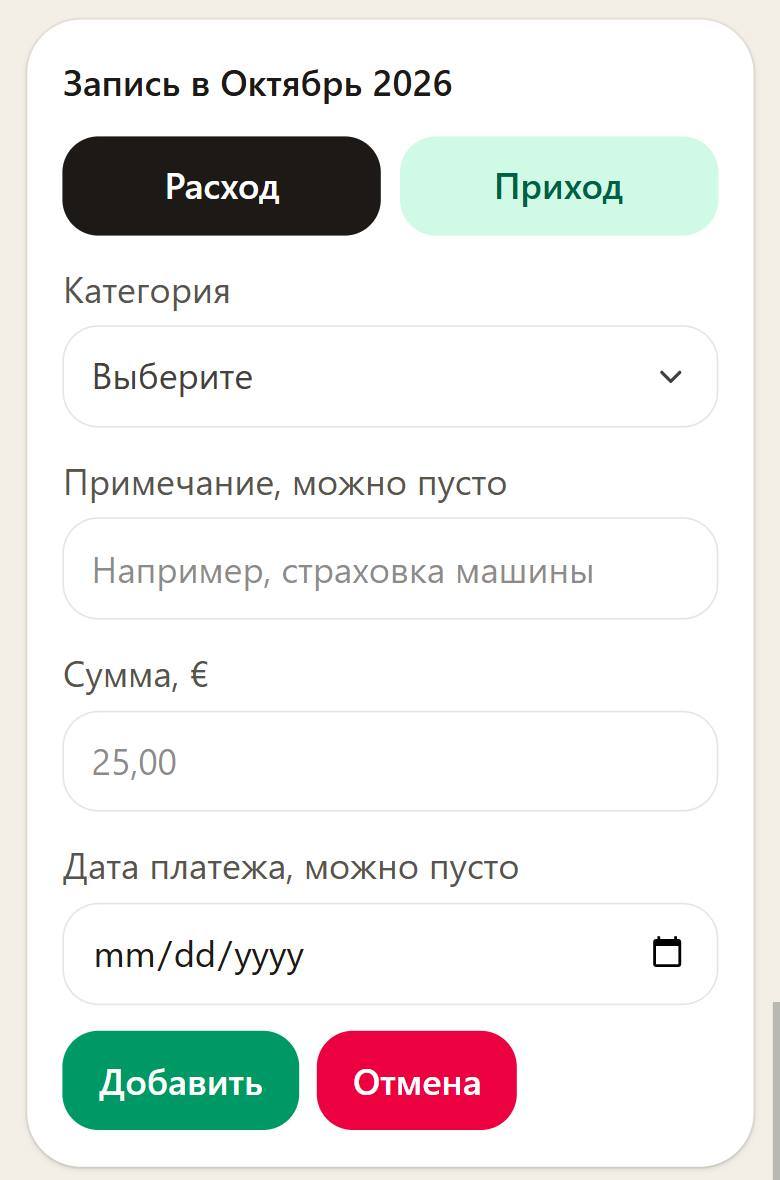 Запись в Октябрь 2026
Расход Приход
Категория
Выберите
Примечание, можно пусто
Например, страховка машины
Сумма, €
25,00
Дата платежа, можно пусто
mm/dd/yyyy
Добавить Отмена